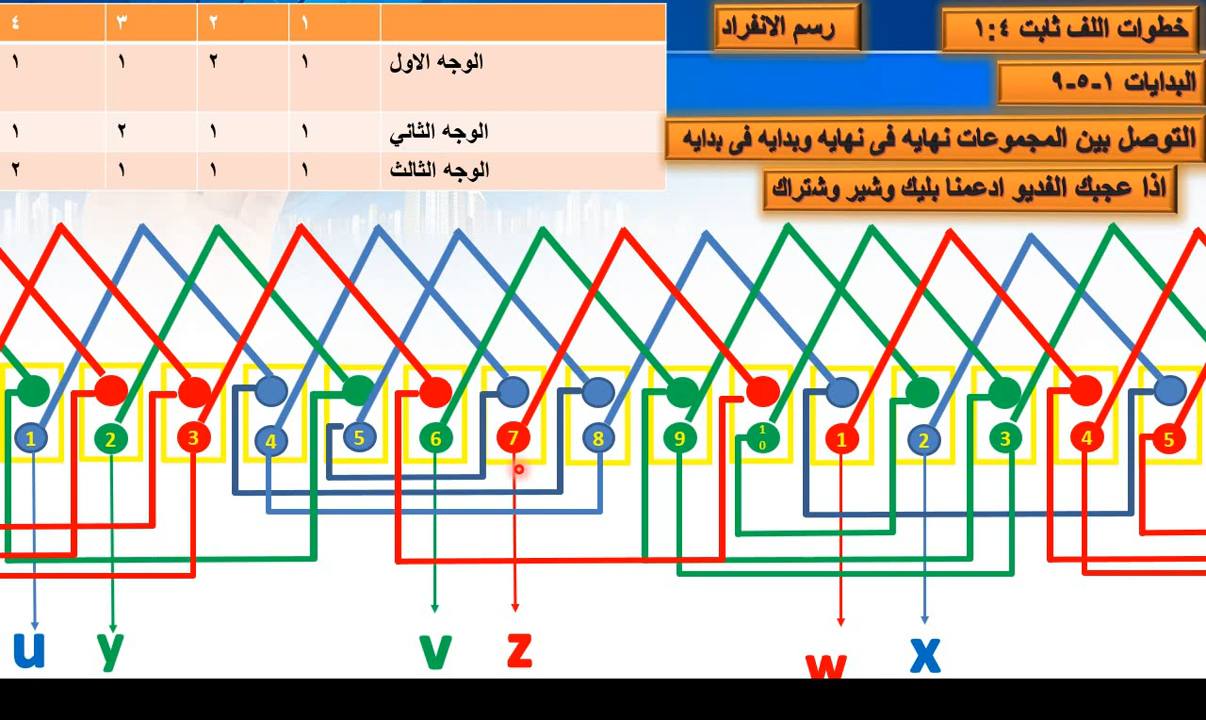 خطوات اللف ثابت ٤:١
رسم الانفراد
البدايات ١-٥-٩
التوصل بين المجموعات نهايه فى نهايه وبدايه فى بدايه
اذا عجبك الفديو ادعمنا بليك وشير وشتراك
١ ٢ ٣ ٤
الوجه الاول ١ ٢ ١ ١
الوجه الثاني ١ ١ ٢ ١
الوجه الثالث ١ ١ ١ ٢
1 2 3 4 5 6 7 8 9 10 1 2 3 4 5
u y v z w x